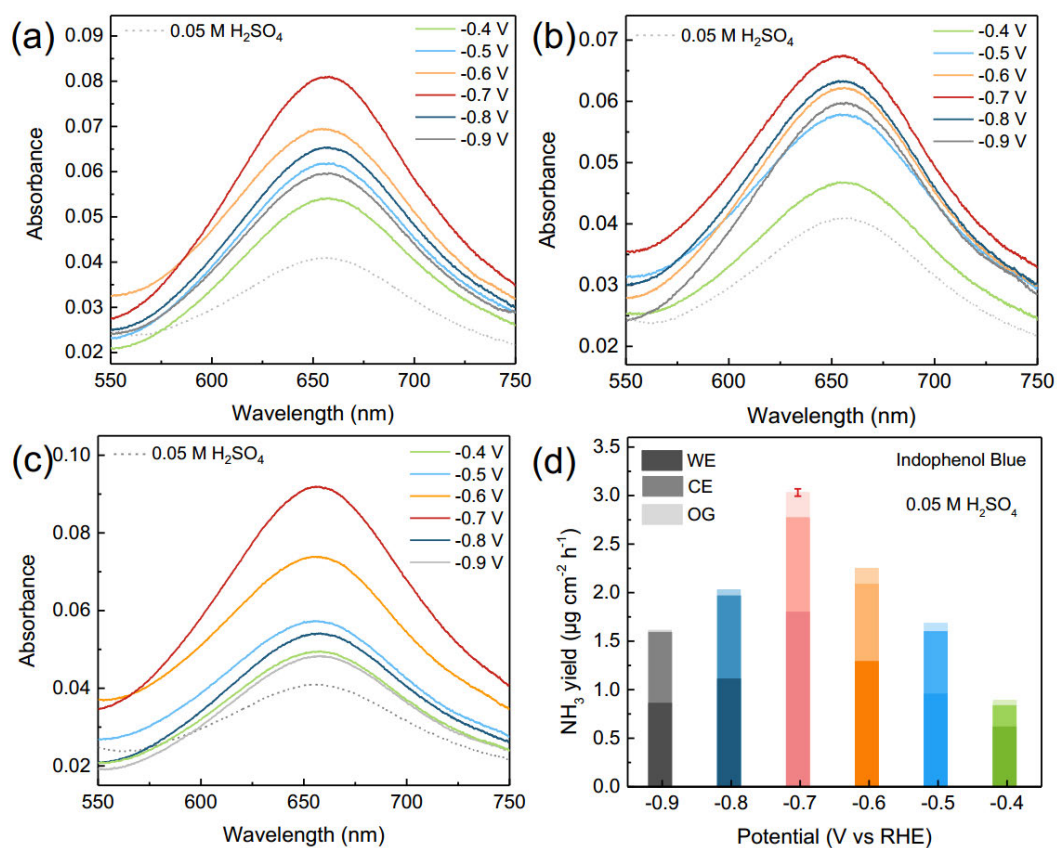 (a)
0.05 M H₂SO₄
-0.4 V
-0.5 V
-0.6 V
-0.7 V
-0.8 V
-0.9 V
Absorbance
0.09
0.08
0.07
0.06
0.05
0.04
0.03
0.02
550
600
650
700
750
Wavelength (nm)
(b)
0.05 M H₂SO₄
-0.4 V
-0.5 V
-0.6 V
-0.7 V
-0.8 V
-0.9 V
Absorbance
0.07
0.06
0.05
0.04
0.03
0.02
550
600
650
700
750
Wavelength (nm)
(c)
0.05 M H₂SO₄
-0.4 V
-0.5 V
-0.6 V
-0.7 V
-0.8 V
-0.9 V
Absorbance
0.10
0.08
0.06
0.04
0.02
550
600
650
700
750
Wavelength (nm)
(d)
WE
CE
OG
Indophenol Blue
0.05 M H₂SO₄
NH₃ yield (μg cm⁻² h⁻¹)
3.5
3.0
2.5
2.0
1.5
1.0
0.5
0.0
-0.9
-0.8
-0.7
-0.6
-0.5
-0.4
Potential (V vs RHE)